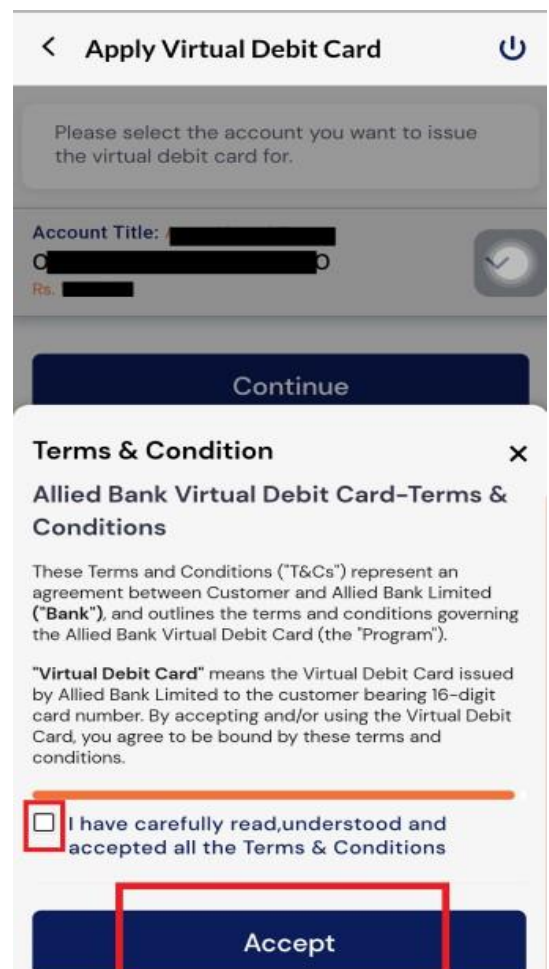 Apply Virtual Debit Card
Please select the account you want to issue
the virtual debit card for.
Account Title:
O
Rs.
Continue
Terms & Condition
Allied Bank Virtual Debit Card-Terms &
Conditions
These Terms and Conditions ("T&Cs") represent an
agreement between Customer and Allied Bank Limited
("Bank"), and outlines the terms and conditions governing
the Allied Bank Virtual Debit Card (the "Program").
"Virtual Debit Card" means the Virtual Debit Card issued
by Allied Bank Limited to the customer bearing 16-digit
card number. By accepting and/or using the Virtual Debit
Card, you agree to be bound by these terms and
conditions.
I have carefully read,understood and
accepted all the Terms & Conditions
Accept